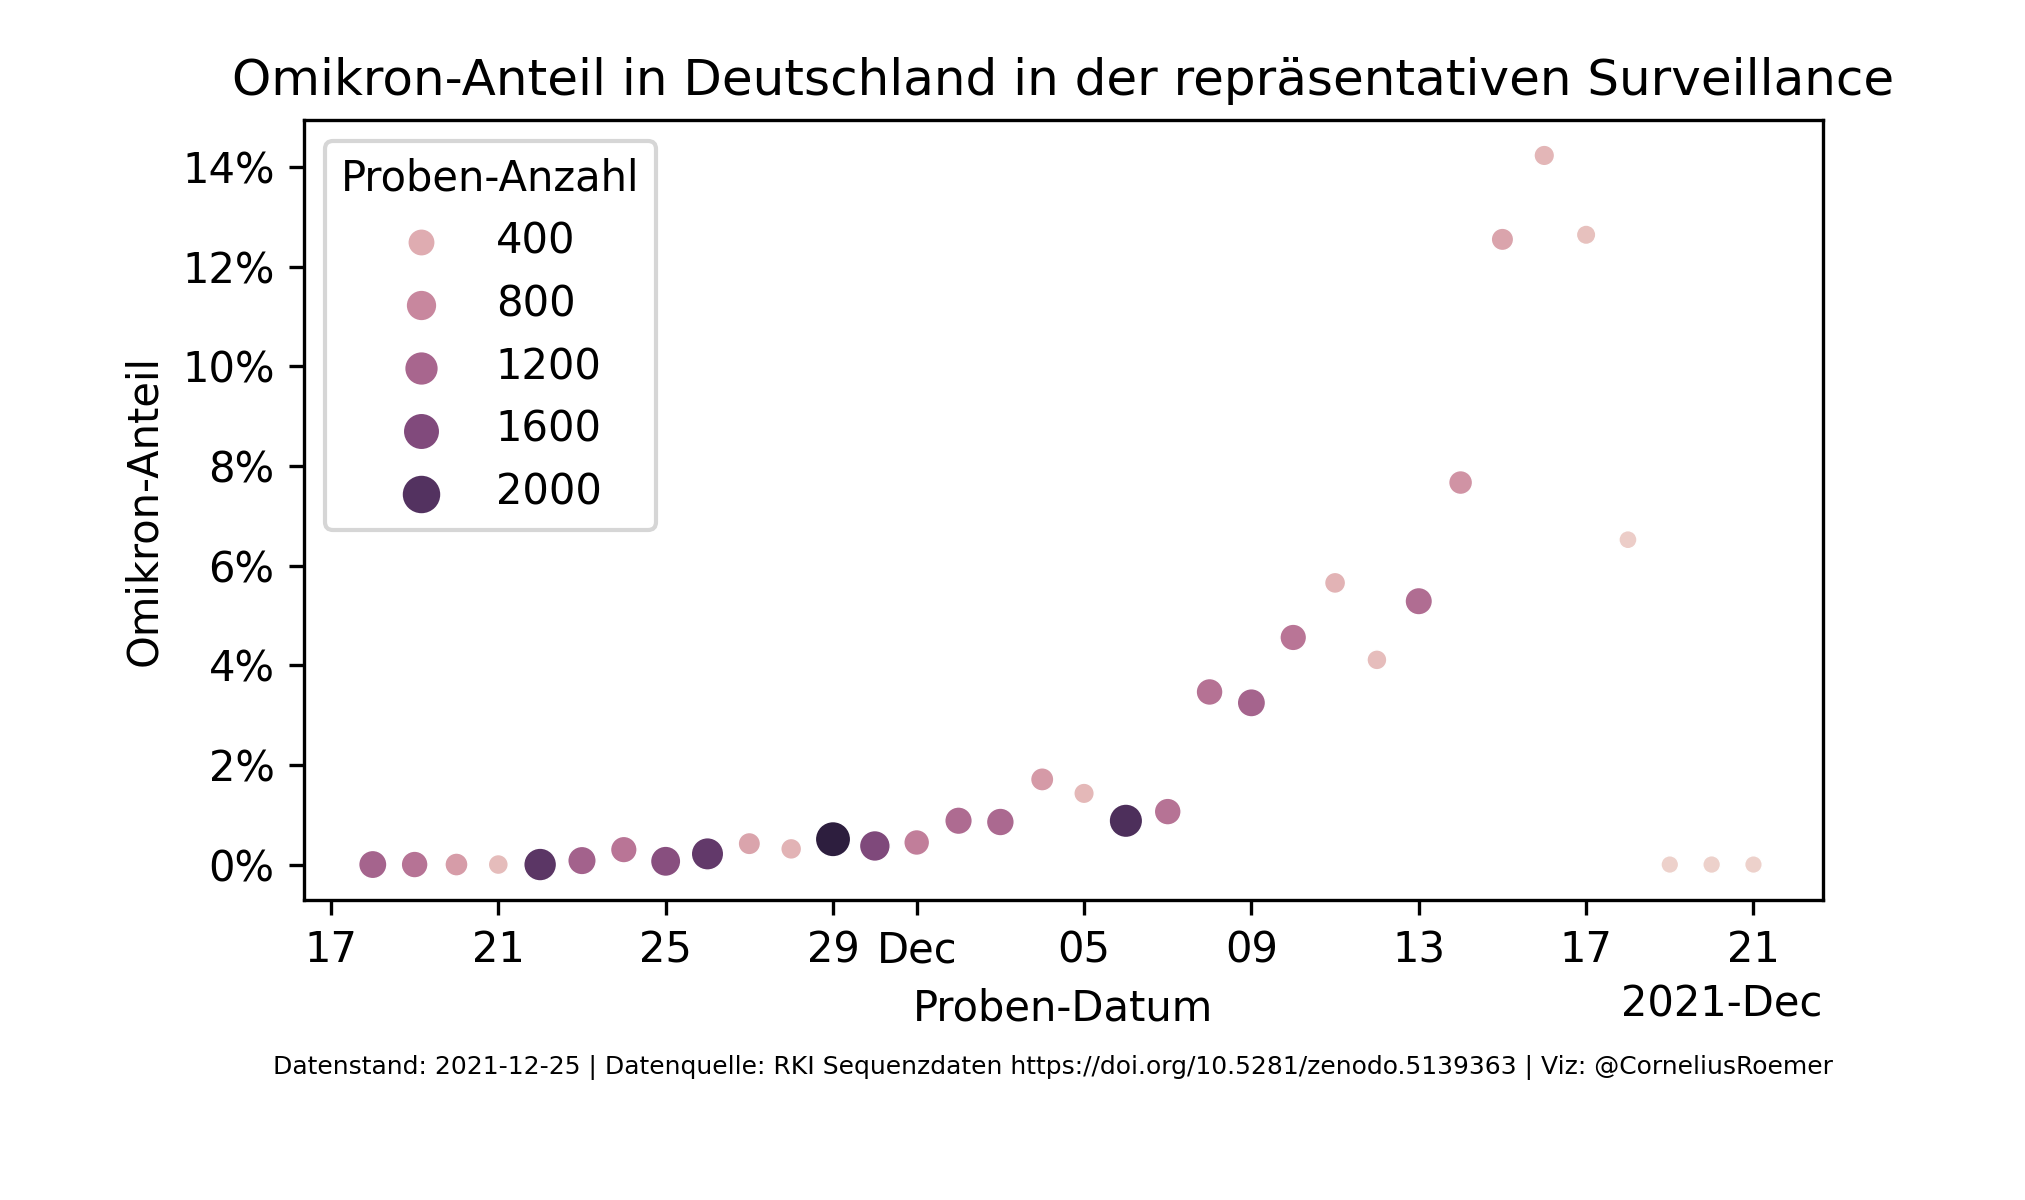 Omikron-Anteil in Deutschland in der repräsentativen Surveillance
Proben-Anzahl
400
800
1200
1600
2000
Omikron-Anteil
14%
12%
10%
8%
6%
4%
2%
0%
17 21 25 29 Dec 05 09 13 17 21
Proben-Datum
2021-Dec
Datenstand: 2021-12-25 | Datenquelle: RKI Sequenzdaten https://doi.org/10.5281/zenodo.5139363 | Viz: @CorneliusRoemer